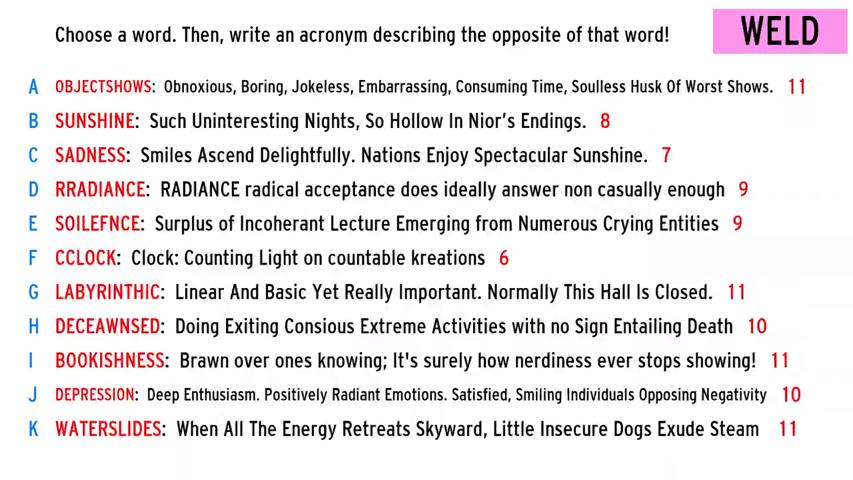 Choose a word. Then, write an acronym describing the opposite of that word!
WELD
A OBJECTSHOWS: Obnoxious, Boring, Jokeless, Embarrassing, Consuming Time, Soulless Husk Of Worst Shows. 11
B SUNSHINE: Such Uninteresting Nights, So Hollow In Nior's Endings. 8
C SADNESS: Smiles Ascend Delightfully. Nations Enjoy Spectacular Sunshine. 7
D RRADIANCE: RADIANCE radical acceptance does ideally answer non casually enough 9
E SOILEFNCE: Surplus of Incoherant Lecture Emerging from Numerous Crying Entities 9
F CCLOCK: Clock: Counting Light on countable kreations 6
G LABYRINTHIC: Linear And Basic Yet Really Important. Normally This Hall Is Closed. 11
H DECEAWNSED: Doing Exiting Consious Extreme Activities with no Sign Entailing Death 10
I BOOKISHNESS: Brawn over ones knowing; It's surely how nerdiness ever stops showing! 11
J DEPRESSION: Deep Enthusiasm. Positively Radiant Emotions. Satisfied, Smiling Individuals Opposing Negativity 10
K WATERSLIDES: When All The Energy Retreats Skyward, Little Insecure Dogs Exude Steam 11